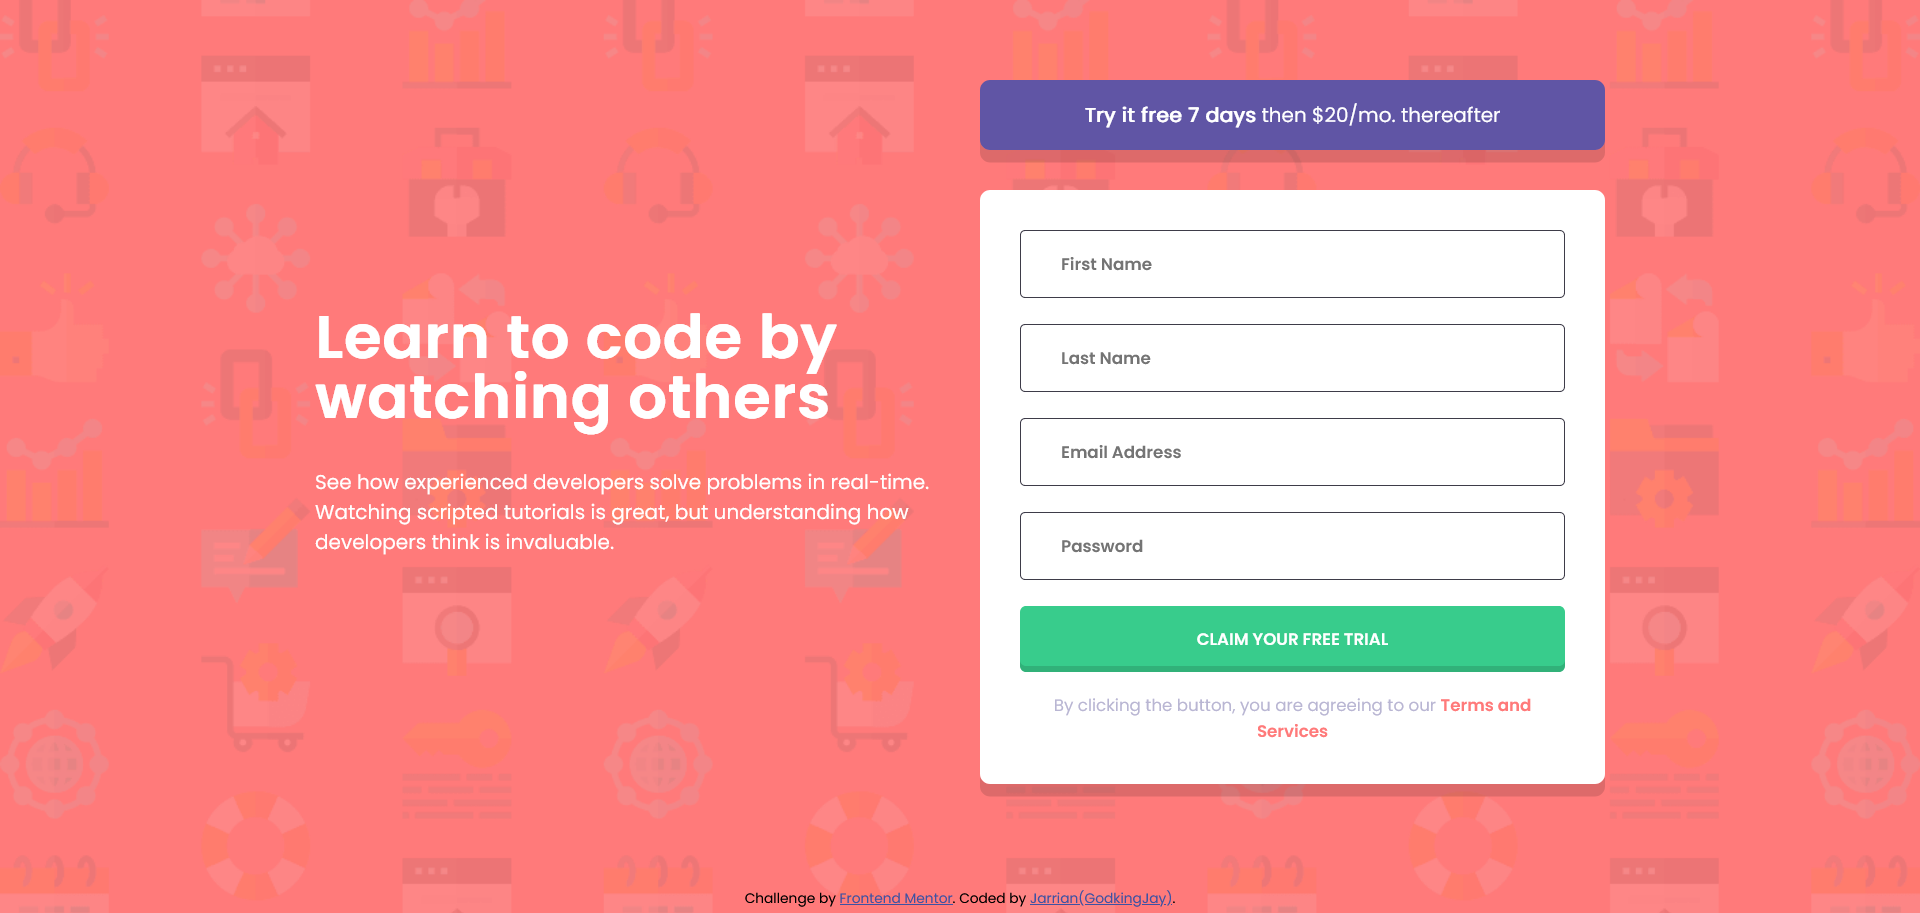 Learn to code by
watching others
See how experienced developers solve problems in real-time.
Watching scripted tutorials is great, but understanding how
developers think is invaluable.
Try it free 7 days then $20/mo. thereafter
First Name
Last Name
Email Address
Password
CLAIM YOUR FREE TRIAL
By clicking the button, you are agreeing to our Terms and
Services
Challenge by Frontend Mentor. Coded by Jarrian(GodkingJay).